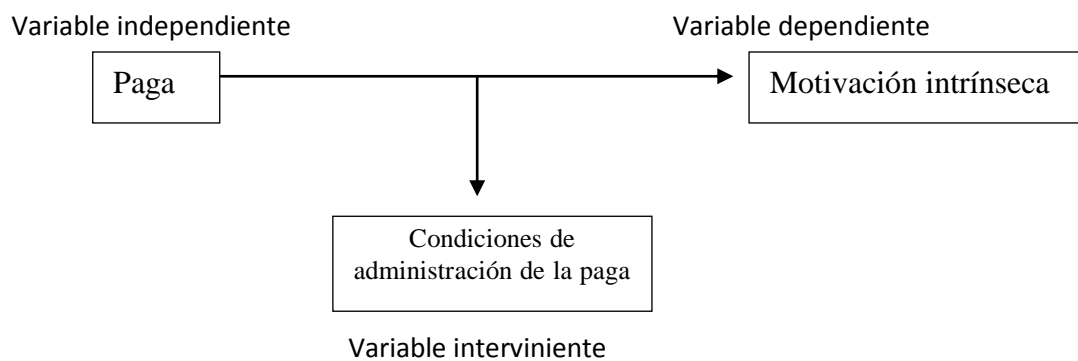 Variable independiente
Variable dependiente
Paga
Motivación intrínseca
Condiciones de
administración de la paga
Variable interviniente